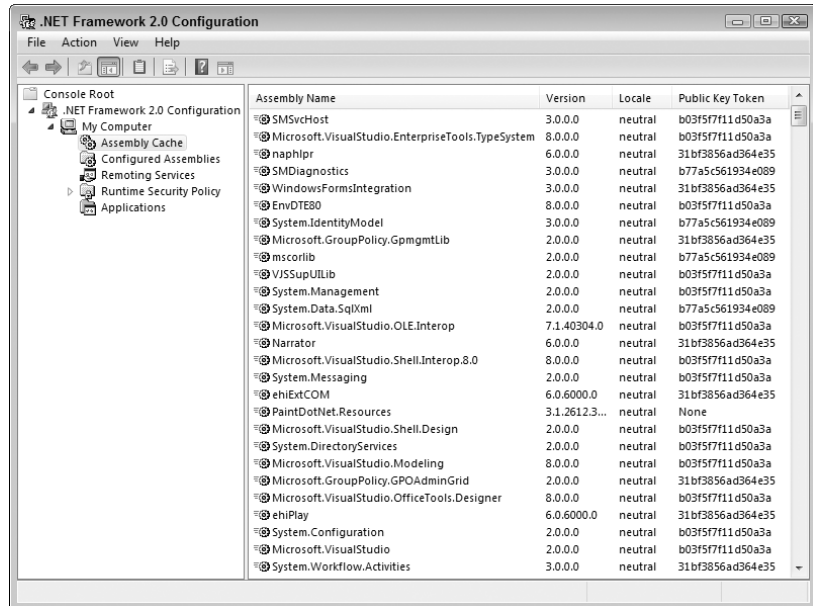 .NET Framework 2.0 Configuration
File Action View Help
Console Root
.NET Framework 2.0 Configuration
My Computer
Assembly Cache
Configured Assemblies
Remoting Services
Runtime Security Policy
Applications
Assembly Name Version Locale Public Key Token
SMSvcHost 3.0.0.0 neutral b03f5f7f11d50a3a
Microsoft.VisualStudio.EnterpriseTools.TypeSystem 8.0.0.0 neutral b03f5f7f11d50a3a
naphlpr 6.0.0.0 neutral 31bf3856ad364e35
SMDiagnostics 3.0.0.0 neutral b77a5c561934e089
WindowsFormsIntegration 3.0.0.0 neutral 31bf3856ad364e35
EnvDTE80 8.0.0.0 neutral b03f5f7f11d50a3a
System.IdentityModel 3.0.0.0 neutral b77a5c561934e089
Microsoft.GroupPolicy.GpmgmtLib 2.0.0.0 neutral 31bf3856ad364e35
mscorlib 2.0.0.0 neutral b77a5c561934e089
VJSSupUILib 2.0.0.0 neutral b03f5f7f11d50a3a
System.Management 2.0.0.0 neutral b03f5f7f11d50a3a
System.Data.SqlXml 2.0.0.0 neutral b77a5c561934e089
Microsoft.VisualStudio.OLE.Interop 7.1.40304.0 neutral b03f5f7f11d50a3a
Narrator 6.0.0.0 neutral 31bf3856ad364e35
Microsoft.VisualStudio.Shell.Interop.8.0 8.0.0.0 neutral b03f5f7f11d50a3a
System.Messaging 2.0.0.0 neutral b03f5f7f11d50a3a
ehiExtCOM 6.0.6000.0 neutral 31bf3856ad364e35
PaintDotNet.Resources 3.1.2612.3... neutral None
Microsoft.VisualStudio.Shell.Design 2.0.0.0 neutral b03f5f7f11d50a3a
System.DirectoryServices 2.0.0.0 neutral b03f5f7f11d50a3a
Microsoft.VisualStudio.Modeling 8.0.0.0 neutral b03f5f7f11d50a3a
Microsoft.GroupPolicy.GPOAdminGrid 2.0.0.0 neutral 31bf3856ad364e35
Microsoft.VisualStudio.OfficeTools.Designer 8.0.0.0 neutral b03f5f7f11d50a3a
ehiPlay 6.0.6000.0 neutral 31bf3856ad364e35
System.Configuration 2.0.0.0 neutral b03f5f7f11d50a3a
Microsoft.VisualStudio 2.0.0.0 neutral b03f5f7f11d50a3a
System.Workflow.Activities 3.0.0.0 neutral 31bf3856ad364e35